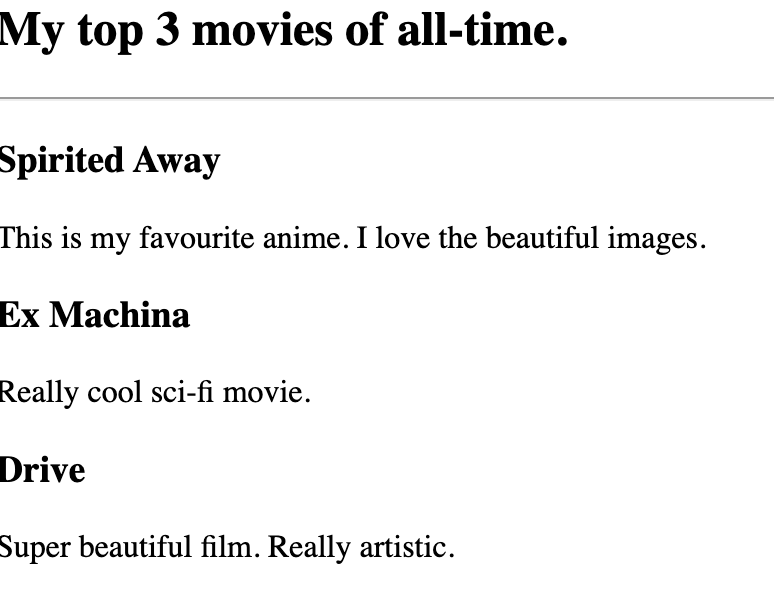 My top 3 movies of all-time.
Spirited Away
This is my favourite anime. I love the beautiful images.
Ex Machina
Really cool sci-fi movie.
Drive
Super beautiful film. Really artistic.